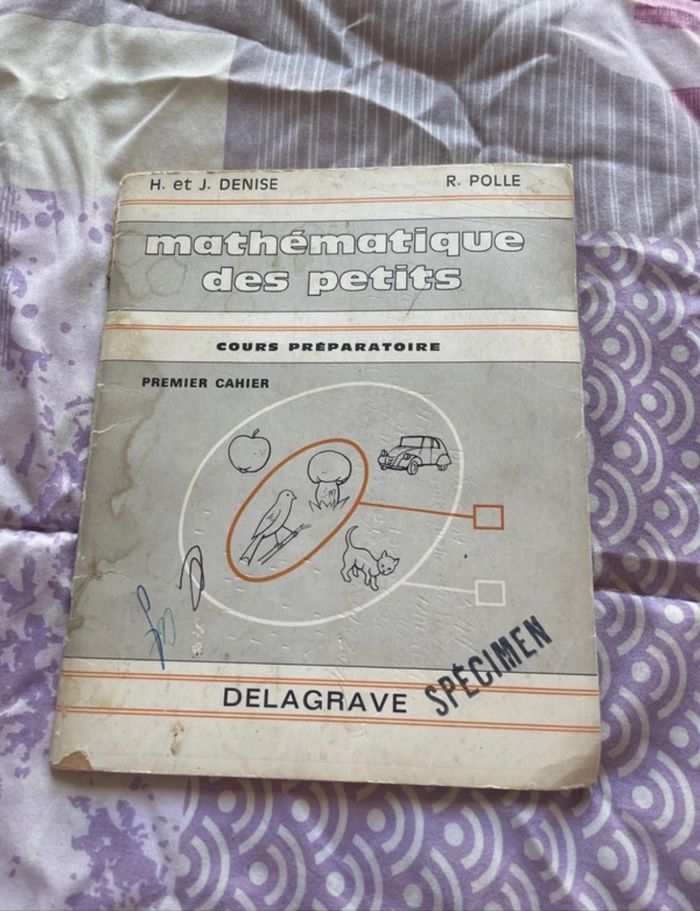 H. et J. DENISE R. POLLE
mathématique
des petits
COURS PRÉPARATOIRE
PREMIER CAHIER
DELAGRAVE
SPÉCIMEN